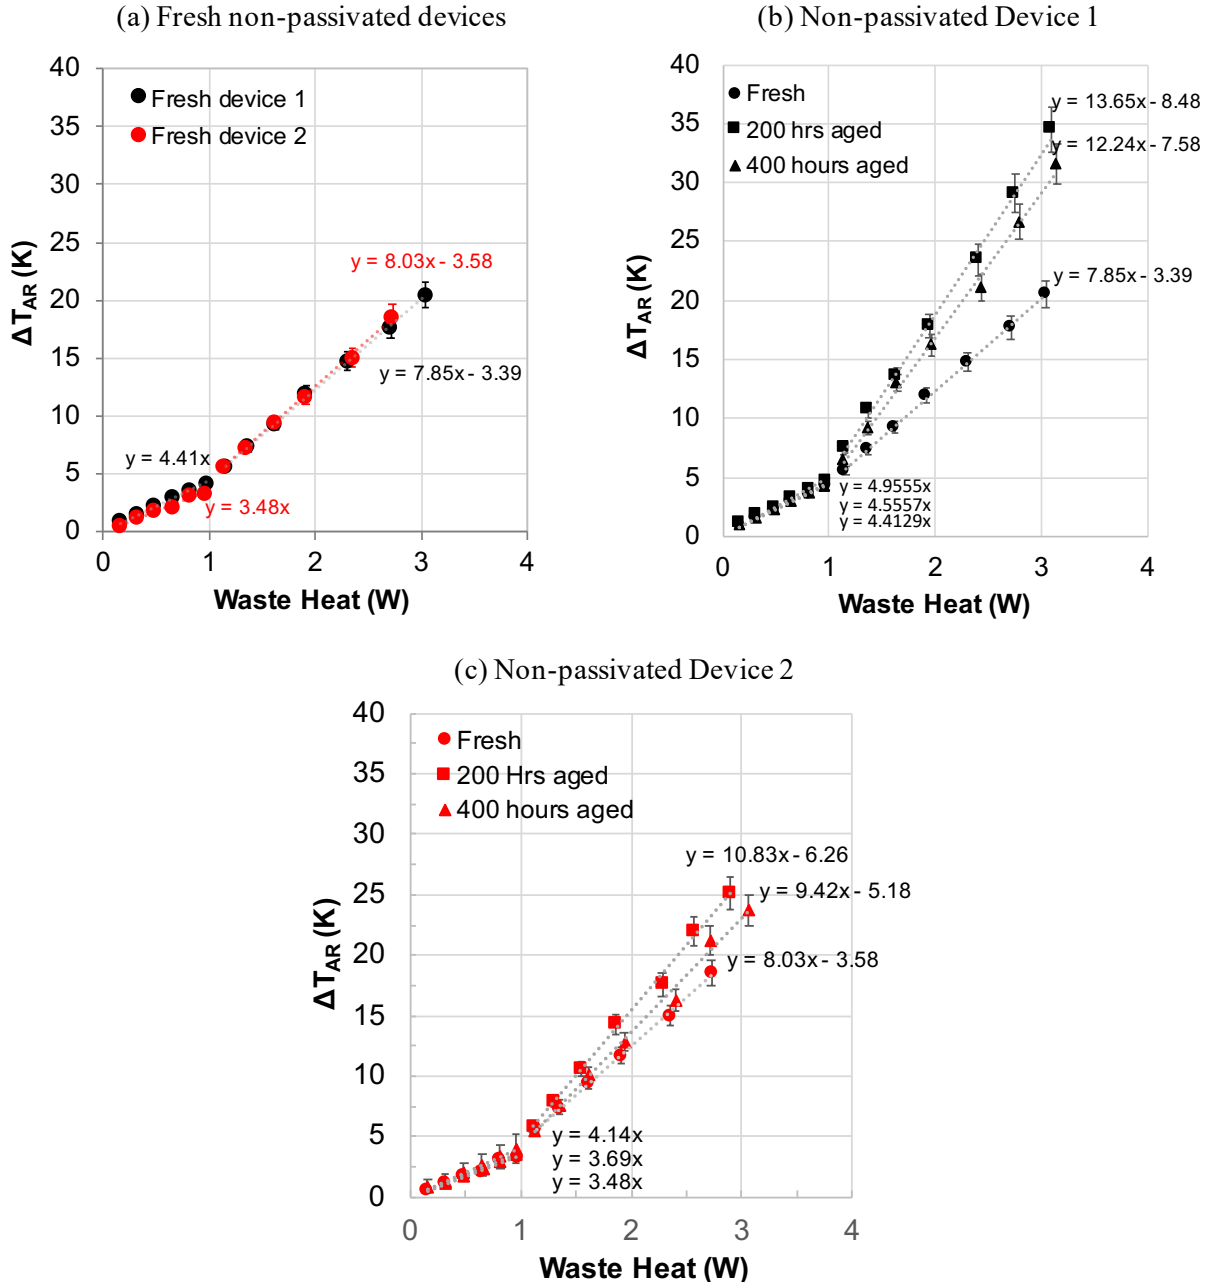 (a) Fresh non-passivated devices
40
35
30
25
20
15
10
5
0
ΔT_AR (K)
Fresh device 1
Fresh device 2
y = 8.03x - 3.58
y = 7.85x - 3.39
y = 4.41x
y = 3.48x
0 1 2 3 4
Waste Heat (W)
(b) Non-passivated Device 1
40
35
30
25
20
15
10
5
0
ΔT_AR (K)
Fresh
200 hrs aged
400 hours aged
y = 13.65x - 8.48
y = 12.24x - 7.58
y = 7.85x - 3.39
y = 4.9555x
y = 4.5557x
y = 4.4129x
0 1 2 3 4
Waste Heat (W)
(c) Non-passivated Device 2
40
35
30
25
20
15
10
5
0
ΔT_AR (K)
Fresh
200 Hrs aged
400 hours aged
y = 10.83x - 6.26
y = 9.42x - 5.18
y = 8.03x - 3.58
y = 4.14x
y = 3.69x
y = 3.48x
0 1 2 3 4
Waste Heat (W)